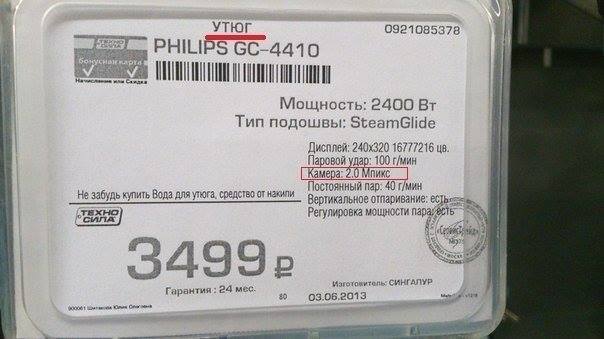 УТЮГ
0921085378
PHILIPS GC-4410
ТЕХНО
СИЛА
бонусная карта
Начисление или Скидка
Мощность: 2400 Вт
Тип подошвы: SteamGlide
Дисплей: 240x320 16777216 цв.
Паровой удар: 100 г/мин
Камера: 2.0 Мпикс
Постоянный пар: 40 г/мин
Вертикальное отпаривание: есть
Регулировка мощности пара: есть
Не забудь купить Вода для утюга, средство от накипи
ТЕХНО
СИЛА
3499 ₽
Гарантия: 24 мес.
80
Изготовитель: СИНГАПУР
03.06.2013